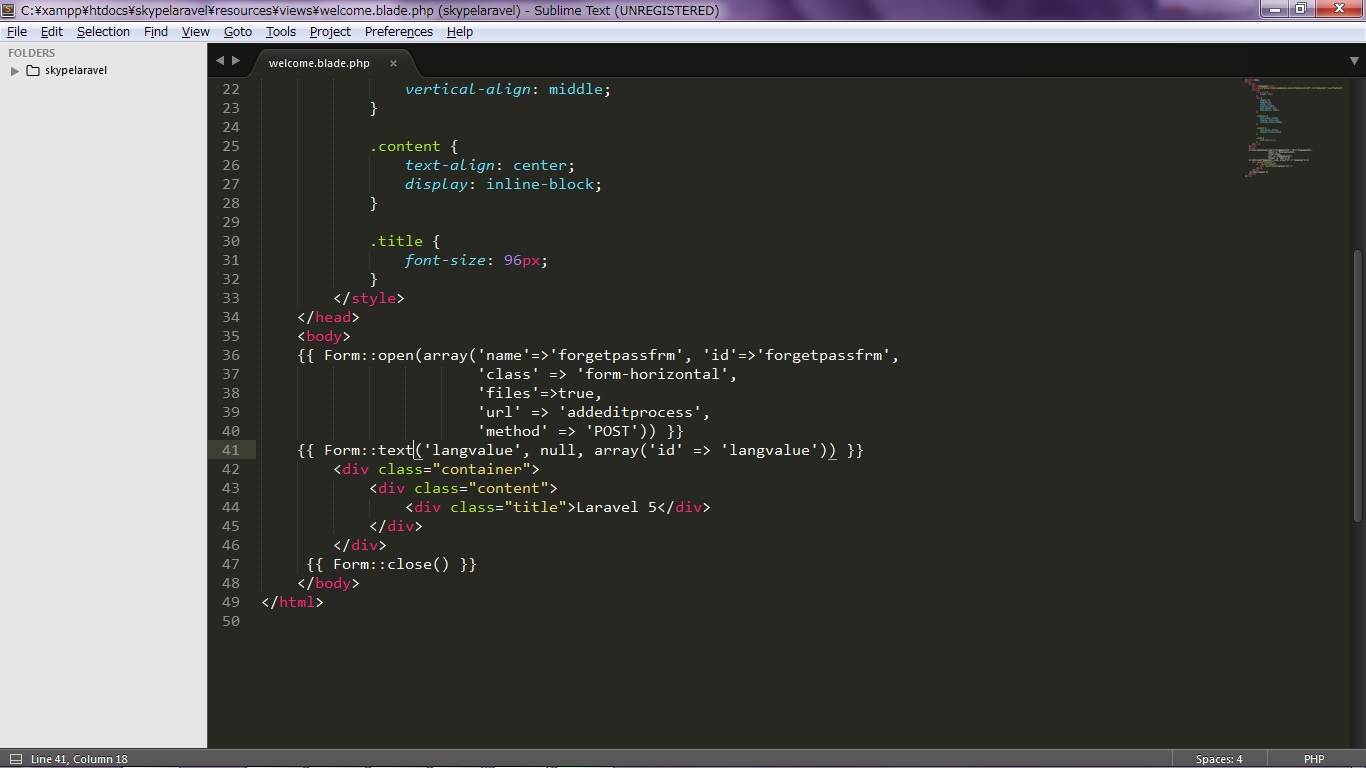 C:¥xampp¥htdocs¥skypelaravel¥resources¥views¥welcome.blade.php (skypelaravel) - Sublime Text (UNREGISTERED)
File Edit Selection Find View Goto Tools Project Preferences Help
FOLDERS
skypelaravel
welcome.blade.php ×
22 vertical-align: middle;
23 }
24
25 .content {
26 text-align: center;
27 display: inline-block;
28 }
29
30 .title {
31 font-size: 96px;
32 }
33 </style>
34 </head>
35 <body>
36 {{ Form::open(array('name'=>'forgetpassfrm', 'id'=>'forgetpassfrm',
37 'class' => 'form-horizontal',
38 'files'=>true,
39 'url' => 'addeditprocess',
40 'method' => 'POST')) }}
41 {{ Form::text('langvalue', null, array('id' => 'langvalue')) }}
42 <div class="container">
43 <div class="content">
44 <div class="title">Laravel 5</div>
45 </div>
46 </div>
47 {{ Form::close() }}
48 </body>
49 </html>
50
Line 41, Column 18
Spaces: 4
PHP